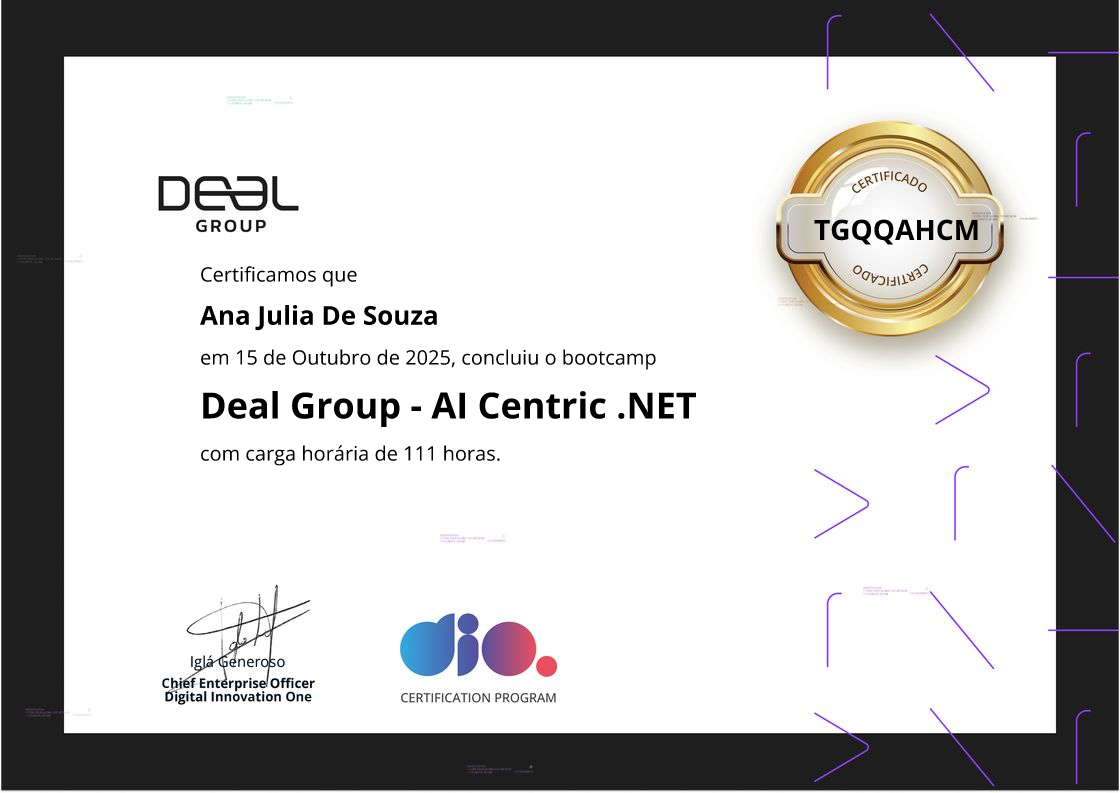 DEAL
GROUP
CERTIFICADO
TGQQAHCM
CERTIFICADO
Certificamos que
Ana Julia De Souza
em 15 de Outubro de 2025, concluiu o bootcamp
Deal Group - AI Centric .NET
com carga horária de 111 horas.
Iglá Generoso
Chief Enterprise Officer
Digital Innovation One
dio.
CERTIFICATION PROGRAM